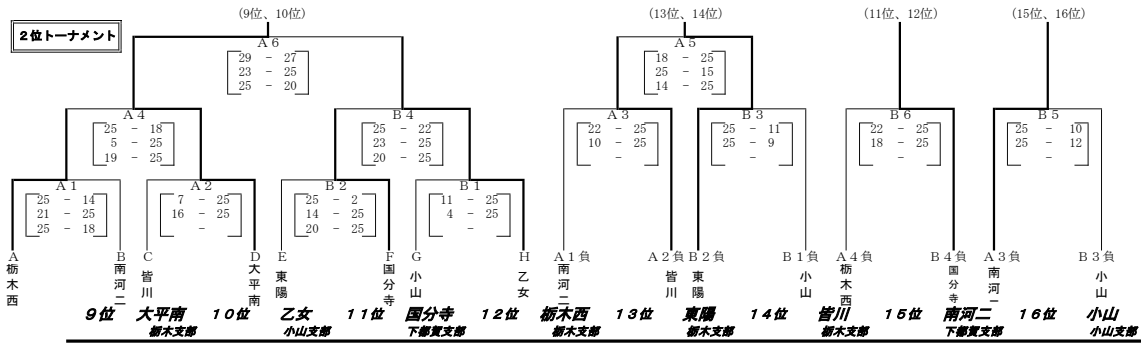 ２位トーナメント
(9位、10位) (13位、14位) (11位、12位) (15位、16位)
A６ A５
29 - 27 18 - 25
23 - 25 25 - 15
25 - 20 14 - 25
A４ B４ A３ B３ B６ B５
25 - 18 25 - 22 22 - 25 25 - 11 22 - 25 25 - 10
5 - 25 23 - 25 10 - 25 25 - 9 18 - 25 25 - 12
19 - 25 20 - 25 - - - -
A１ A２ B２ B１
25 - 14 7 - 25 25 - 2 11 - 25
21 - 25 16 - 25 14 - 25 4 - 25
25 - 18 - 20 - 25 -
A B C D E F G H A１負 A２負 B２負 B１負 A４負 B４負 A３負 B３負
栃木西 南河二 皆川 大平南 東陽 国分寺 小山 乙女 南河二 皆川 東陽 小山 栃木西 国分寺 南河二 小山
９位 大平南 １０位 乙女 １１位 国分寺 １２位 栃木西 １３位 東陽 １４位 皆川 １５位 南河二 １６位 小山
栃木支部 小山支部 下都賀支部 栃木支部 栃木支部 栃木支部 下都賀支部 小山支部